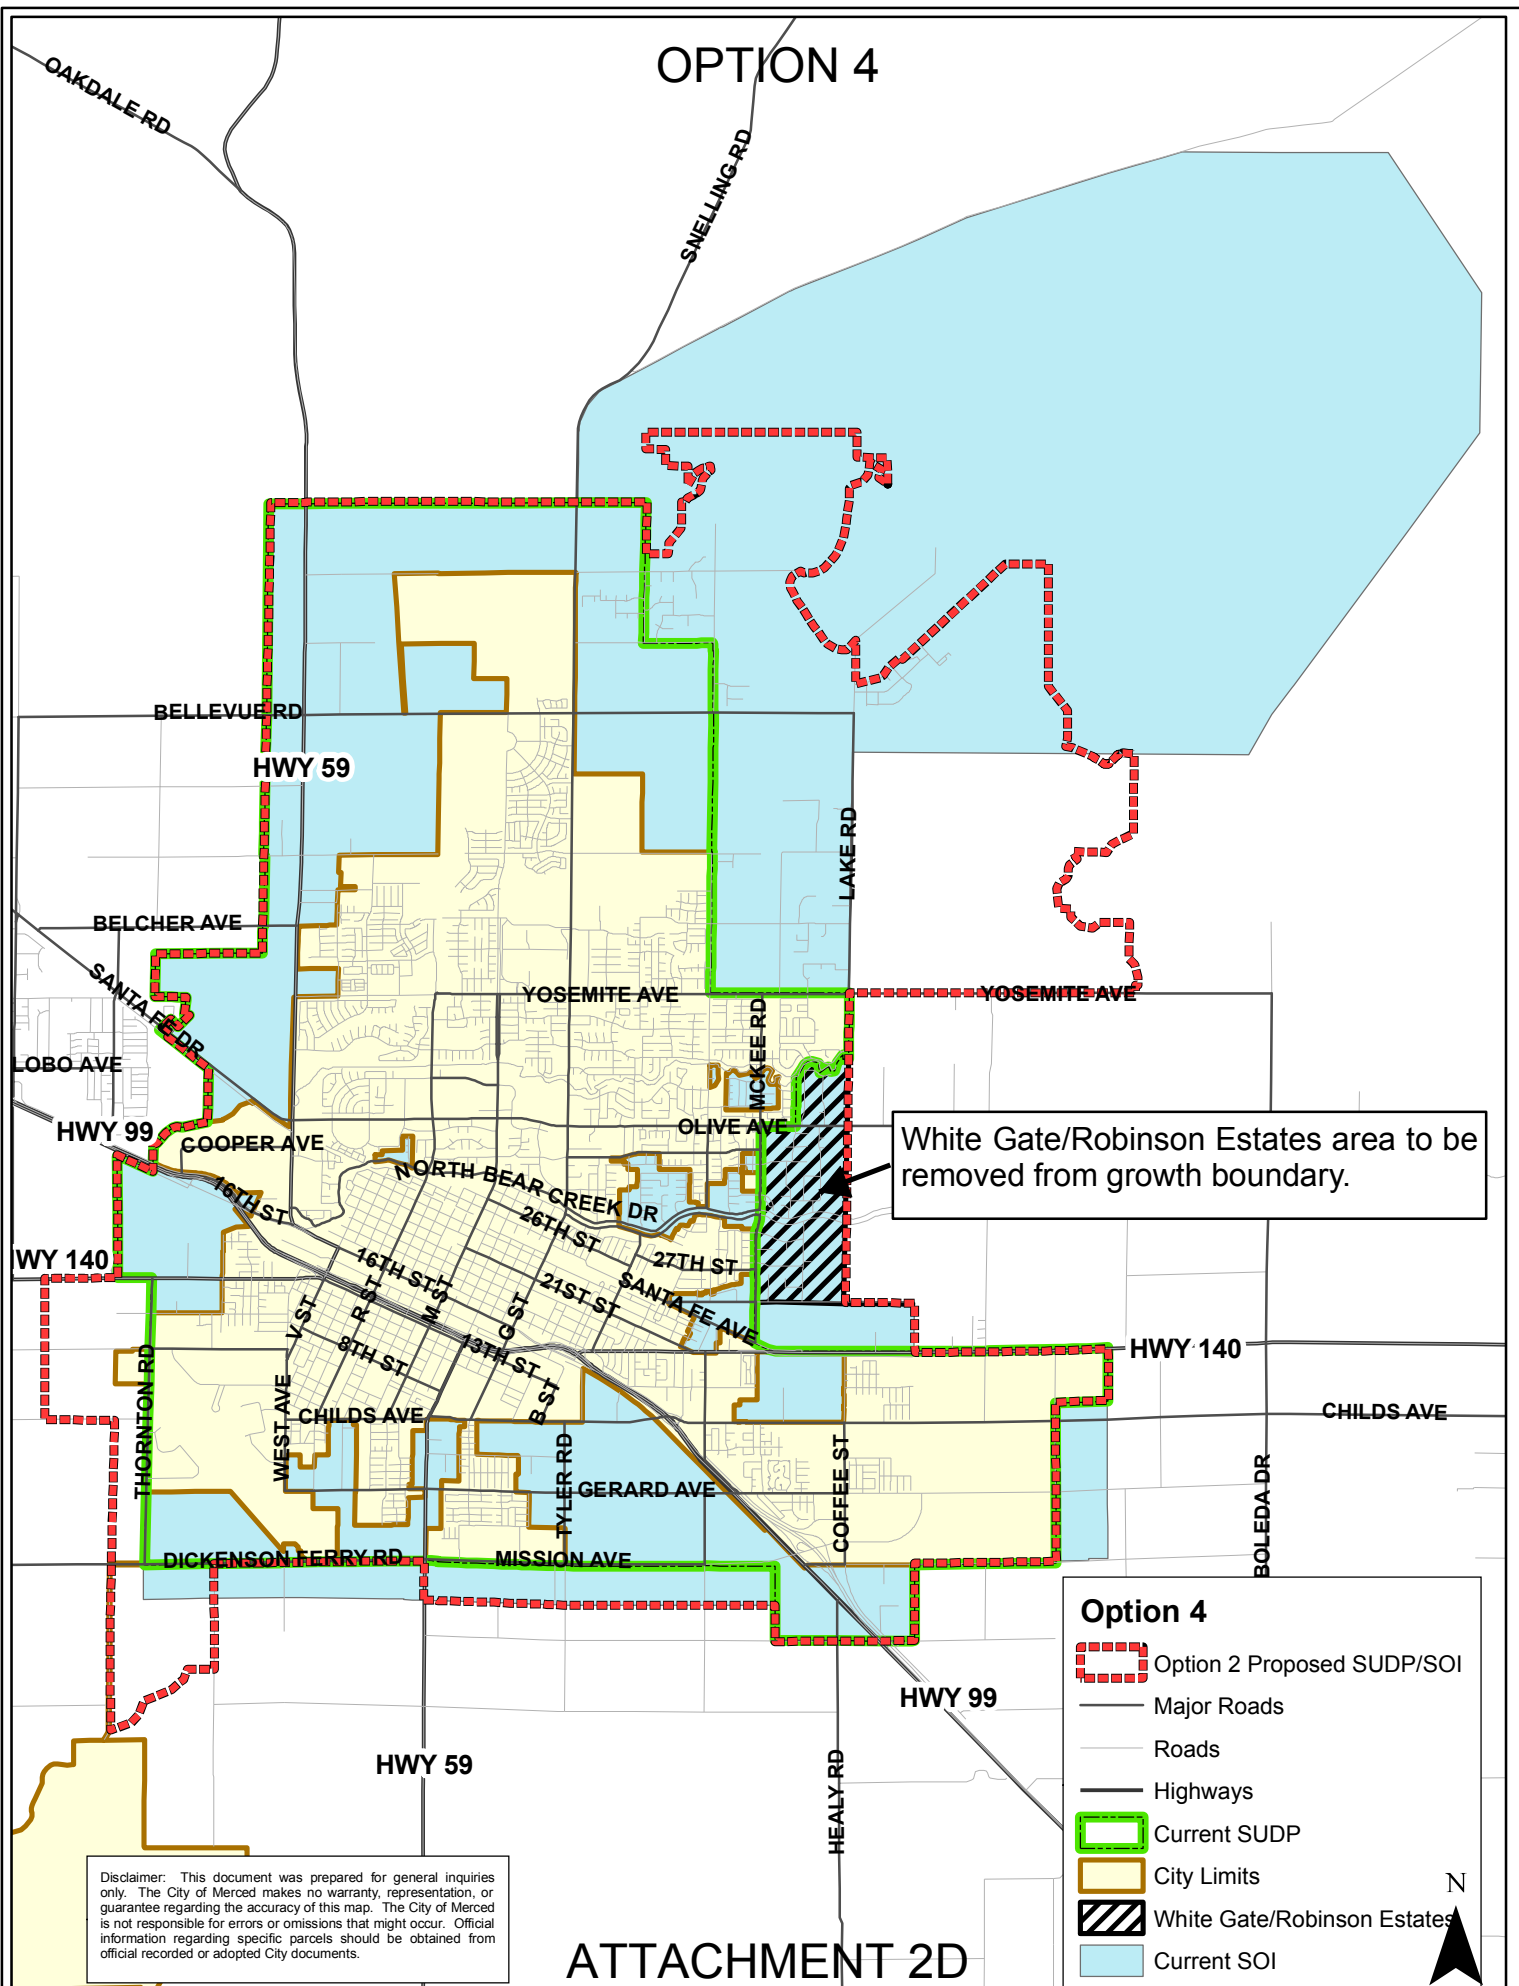 OPTION 4
OAKDALE RD
SNELLING RD
BELLEVUE RD
HWY 59
LAKE RD
BELCHER AVE
SANTA FE DR
YOSEMITE AVE
YOSEMITE AVE
MCKEE RD
LOBO AVE
HWY 99
COOPER AVE
OLIVE AVE
White Gate/Robinson Estates area to be
removed from growth boundary.
NORTH BEAR CREEK DR
16TH ST
26TH ST
27TH ST
WY 140
16TH ST
21ST ST
SANTA FE AVE
V ST
R ST
M ST
G ST
8TH ST
13TH ST
B ST
HWY 140
THORNTON RD
WEST AVE
CHILDS AVE
CHILDS AVE
TYLER RD
GERARD AVE
COFFEE ST
BOLEDA DR
DICKENSON FERRY RD
MISSION AVE
HWY 99
HWY 59
HEALY RD
Option 4
Option 2 Proposed SUDP/SOI
Major Roads
Roads
Highways
Current SUDP
City Limits
White Gate/Robinson Estates
Current SOI
N
Disclaimer: This document was prepared for general inquiries
only. The City of Merced makes no warranty, representation, or
guarantee regarding the accuracy of this map. The City of Merced
is not responsible for errors or omissions that might occur. Official
information regarding specific parcels should be obtained from
official recorded or adopted City documents.
ATTACHMENT 2D